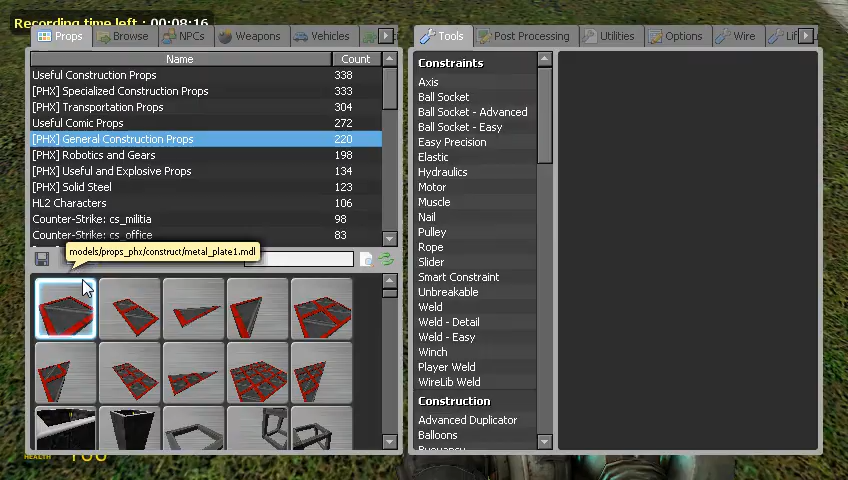 Recording time left : 00:08:16
Props Browse NPCs Weapons Vehicles
Name Count
Useful Construction Props 338
[PHX] Specialized Construction Props 333
[PHX] Transportation Props 304
Useful Comic Props 272
[PHX] General Construction Props 220
[PHX] Robotics and Gears 198
[PHX] Useful and Explosive Props 134
[PHX] Solid Steel 123
HL2 Characters 106
Counter-Strike: cs_militia 98
Counter-Strike: cs_office 83
models/props_phx/construct/metal_plate1.mdl
HEALTH 100
Tools Post Processing Utilities Options Wire Lif
Constraints
Axis
Ball Socket
Ball Socket - Advanced
Ball Socket - Easy
Easy Precision
Elastic
Hydraulics
Motor
Muscle
Nail
Pulley
Rope
Slider
Smart Constraint
Unbreakable
Weld
Weld - Detail
Weld - Easy
Winch
Player Weld
WireLib Weld
Construction
Advanced Duplicator
Balloons
Buoyancy